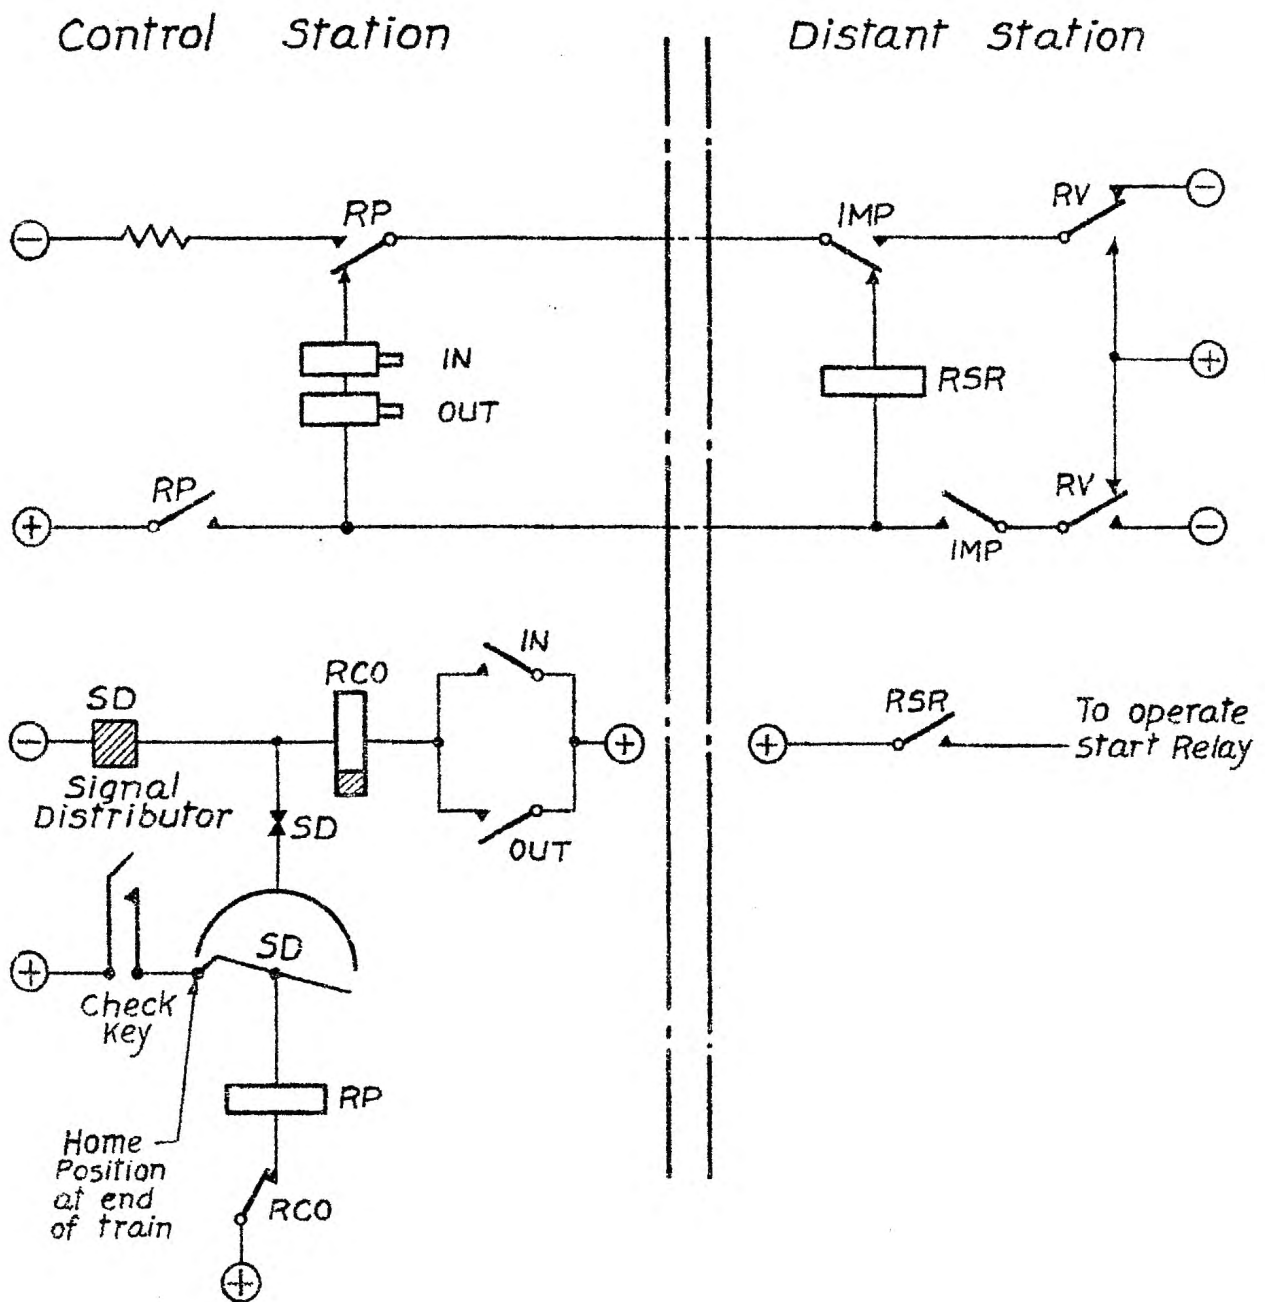 Control Station
Distant Station
RP
IMP
RV
−
−
IN
OUT
RSR
+
RP
+
RV
IMP
−
IN
RCO
SD
−
+
Signal
Distributor
SD
OUT
RSR
+
To operate
Start Relay
SD
+
Check
Key
RP
Home
Position
at end
of train
RCO
+